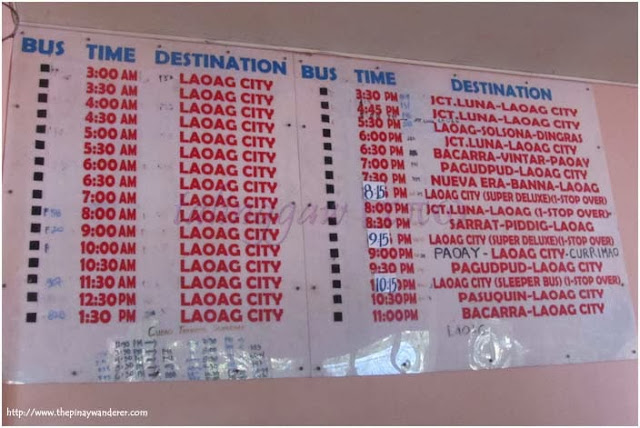 BUS TIME DESTINATION
3:00 AM LAOAG CITY
3:30 AM LAOAG CITY
4:00 AM LAOAG CITY
4:30 AM LAOAG CITY
5:00 AM LAOAG CITY
5:30 AM LAOAG CITY
6:00 AM LAOAG CITY
6:30 AM LAOAG CITY
7:00 AM LAOAG CITY
8:00 AM LAOAG CITY
9:00 AM LAOAG CITY
10:00 AM LAOAG CITY
10:30 AM LAOAG CITY
11:30 AM LAOAG CITY
12:30 PM LAOAG CITY
1:30 PM LAOAG CITY
BUS TIME DESTINATION
3:30 PM JCT.LUNA-LAOAG CITY
4:45 PM JCT.LUNA-LAOAG CITY
5:30 PM LAOAG-SOLSONA-DINGRAS
6:00 PM JCT.LUNA-LAOAG CITY
6:30 PM BACARRA-VINTAR-PAOAY
7:00 PM PAGUDPUD-LAOAG CITY
7:30 PM NUEVA ERA-BANNA-LAOAG
8:15 PM LAOAG CITY (SUPER DELUXE)(1-STOP OVER)
8:00 PM JCT.LUNA-LAOAG (1-STOP OVER)
8:30 PM SARRAT-PIDDIG-LAOAG
9:15 PM LAOAG CITY (SUPER DELUXE)(1-STOP OVER)
9:00 PM PAOAY-LAOAG CITY-CURRIMAO
9:30 PM PAGUDPUD-LAOAG CITY
10:15 PM LAOAG CITY (SLEEPER BUS) (1-STOP OVER)
10:30PM PASUQUIN-LAOAG CITY
11:00 PM BACARRA-LAOAG CITY
LAOAG
http://www.thepinaywanderer.com